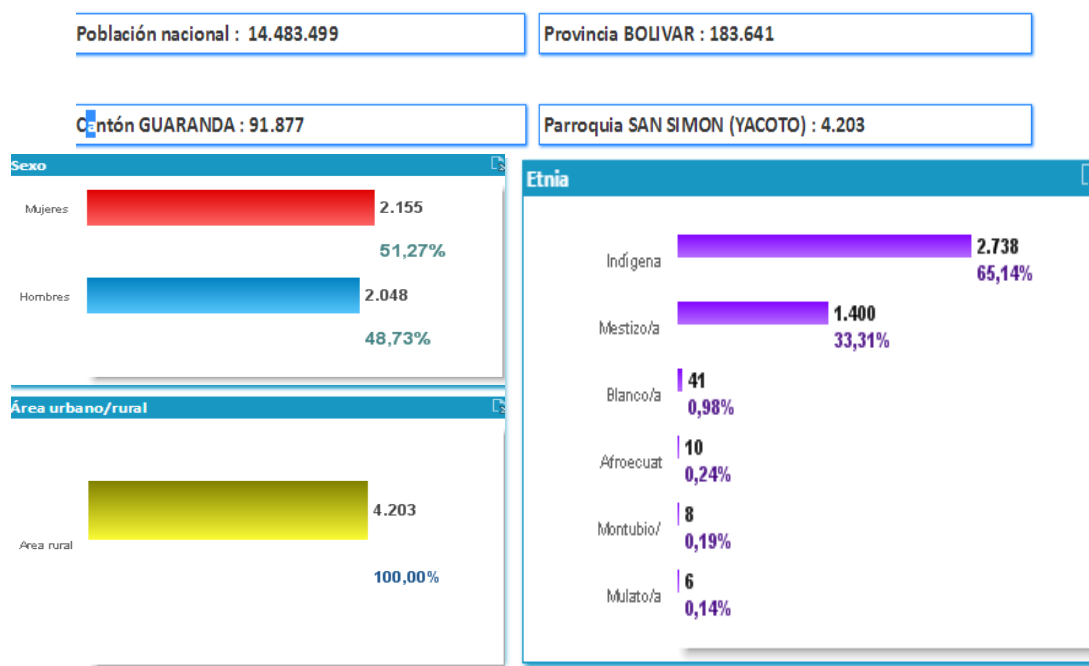 Población nacional : 14.483.499
Provincia BOLIVAR : 183.641
Cantón GUARANDA : 91.877
Parroquia SAN SIMON (YACOTO) : 4.203
Sexo
Mujeres
2.155
51,27%
Hombres
2.048
48,73%
Área urbano/rural
Area rural
4.203
100,00%
Etnia
Indígena
2.738
65,14%
Mestizo/a
1.400
33,31%
Blanco/a
41
0,98%
Afroecuat
10
0,24%
Montubio/
8
0,19%
Mulato/a
6
0,14%